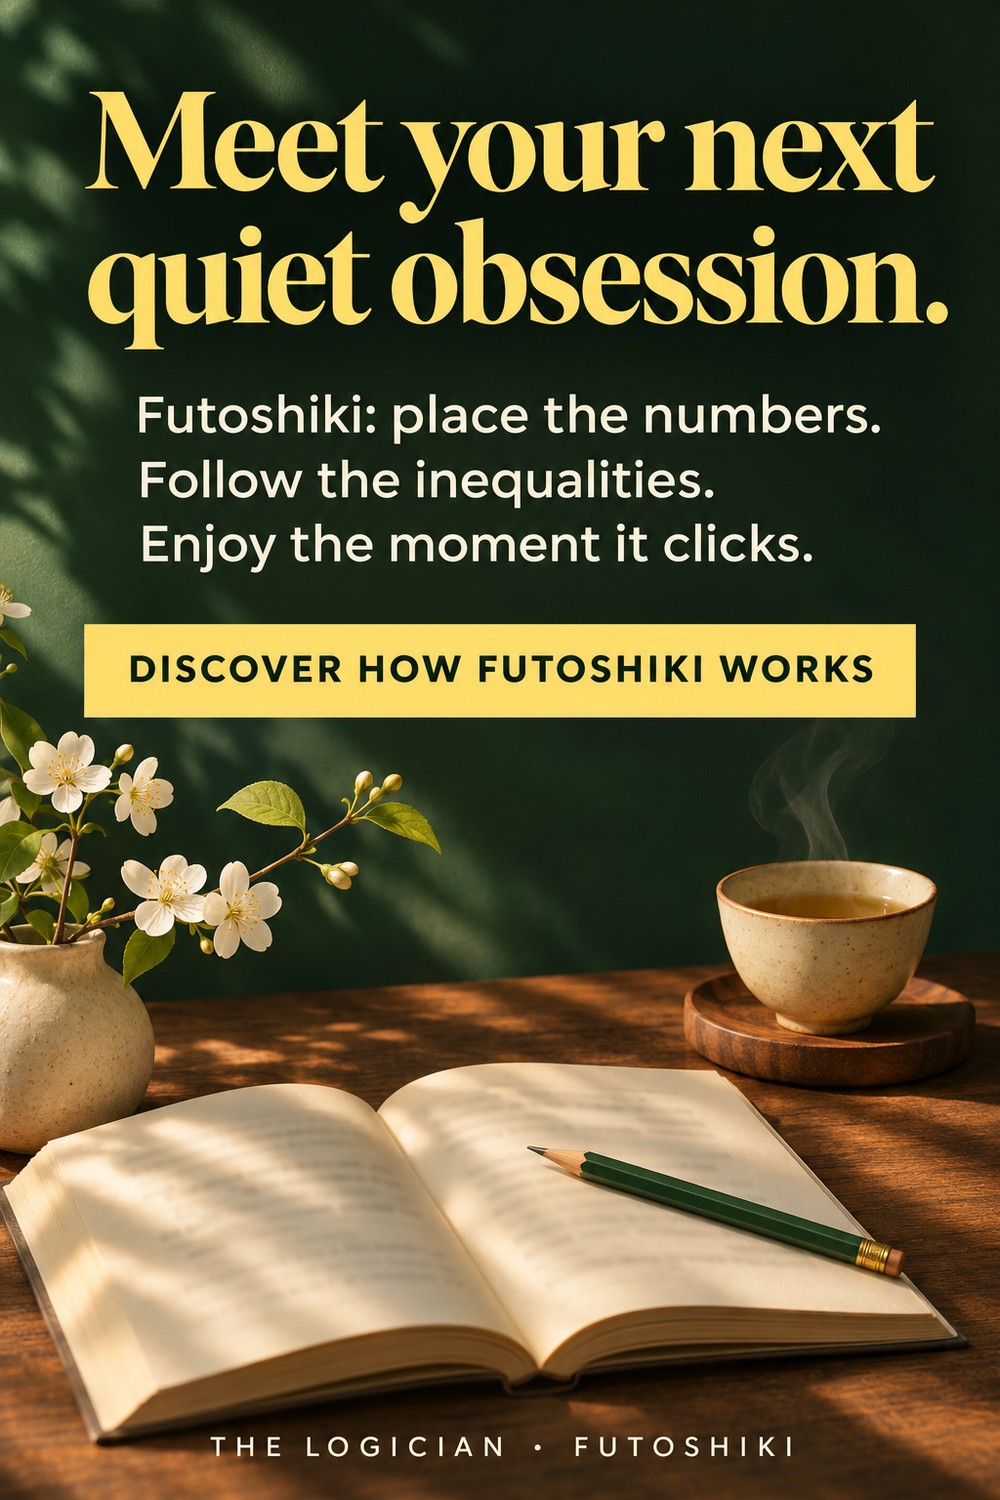 Meet your next
quiet obsession.
Futoshiki: place the numbers.
Follow the inequalities.
Enjoy the moment it clicks.
DISCOVER HOW FUTOSHIKI WORKS
THE LOGICIAN • FUTOSHIKI